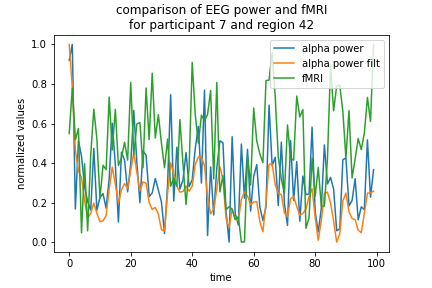 comparison of EEG power and fMRI
for participant 7 and region 42
alpha power
alpha power filt
fMRI
normalized values
1.0
0.8
0.6
0.4
0.2
0.0
0
20
40
60
80
100
time